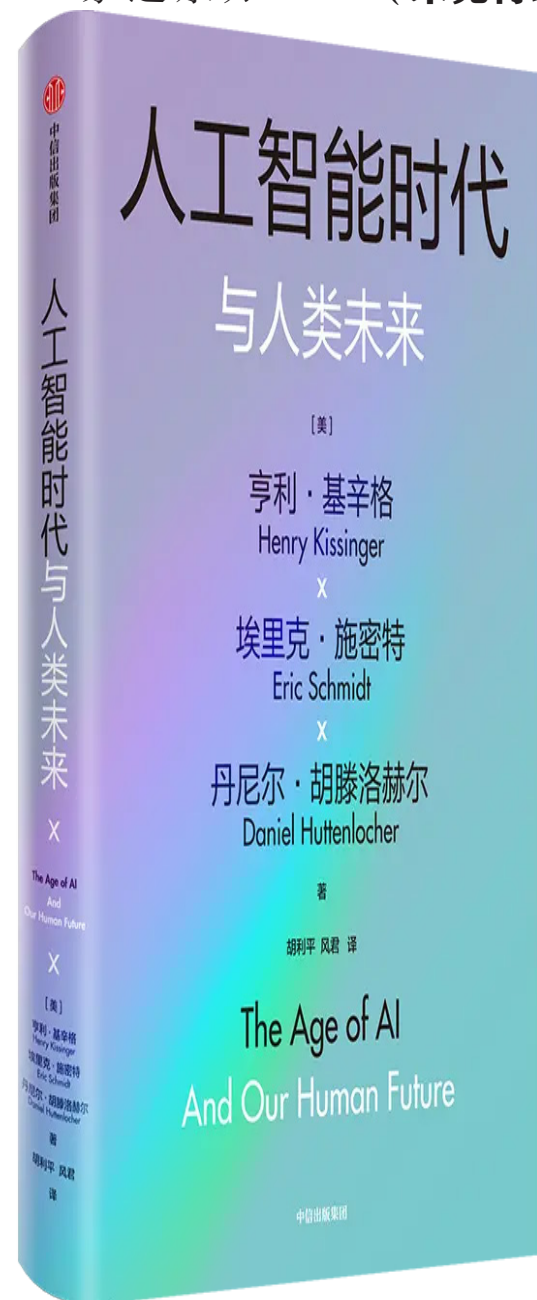 中信出版集团
人工智能时代与人类未来
X
The Age of AI
And
Our Human Future
X
[美]
亨利·基辛格
Henry Kissinger
埃里克·施密特
Eric Schmidt
丹尼尔·胡滕洛赫尔
Daniel Huttenlocher
著
胡利平 风君
译
人工智能时代
与人类未来
[美]
亨利·基辛格
Henry Kissinger
X
埃里克·施密特
Eric Schmidt
X
丹尼尔·胡滕洛赫尔
Daniel Huttenlocher
著
胡利平 风君 译
The Age of AI
And Our Human Future
中信出版集团